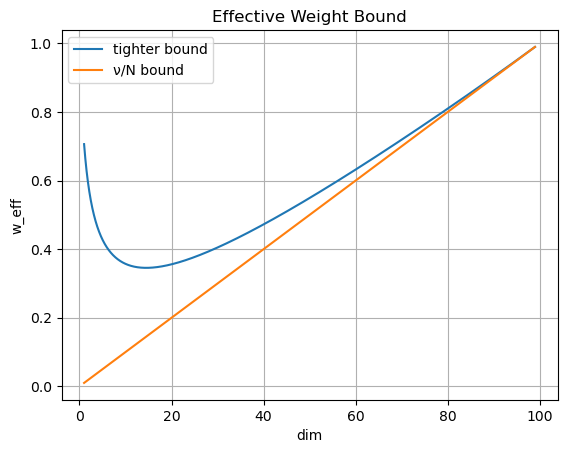 Effective Weight Bound
tighter bound
ν/N bound
w_eff
1.0
0.8
0.6
0.4
0.2
0.0
0 20 40 60 80 100
dim